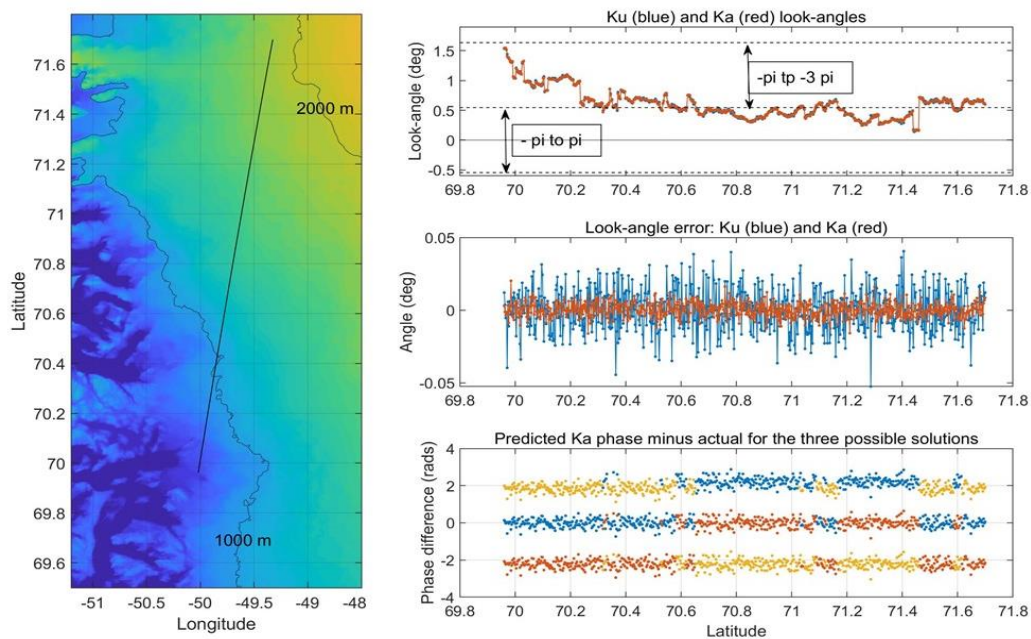 71.6
71.4
71.2
71
70.8
70.6
70.4
70.2
70
69.8
69.6
Latitude
2000 m
1000 m
-51
-50.5
-50
-49.5
-49
-48.5
-48
Longitude
Ku (blue) and Ka (red) look-angles
Look-angle (deg)
1.5
1
0.5
0
-0.5
-pi tp -3 pi
- pi to pi
69.8 70 70.2 70.4 70.6 70.8 71 71.2 71.4 71.6 71.8
Look-angle error: Ku (blue) and Ka (red)
Angle (deg)
0.05
0
-0.05
69.8 70 70.2 70.4 70.6 70.8 71 71.2 71.4 71.6 71.8
Predicted Ka phase minus actual for the three possible solutions
Phase difference (rads)
4
2
0
-2
-4
69.8 70 70.2 70.4 70.6 70.8 71 71.2 71.4 71.6 71.8
Latitude